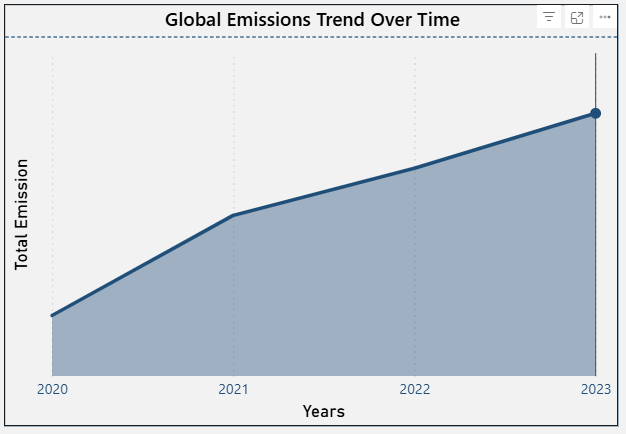 Global Emissions Trend Over Time
Total Emission
2020
2021
2022
2023
Years